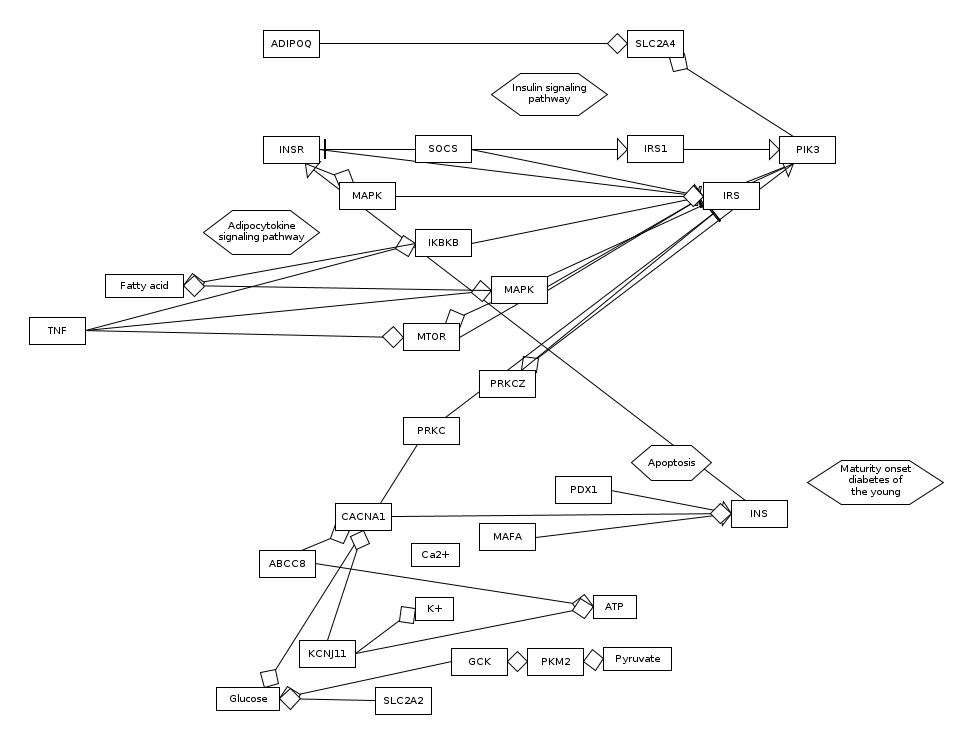 ADIPOQ
SLC2A4
Insulin signaling
pathway
INSR
SOCS
IRS1
PIK3
MAPK
IRS
Adipocytokine
signaling pathway
IKBKB
Fatty acid
MAPK
TNF
MTOR
PRKCZ
PRKC
Apoptosis
Maturity onset
diabetes of
the young
PDX1
CACNA1
INS
MAFA
Ca2+
ABCC8
K+
ATP
KCNJ11
GCK
PKM2
Pyruvate
Glucose
SLC2A2